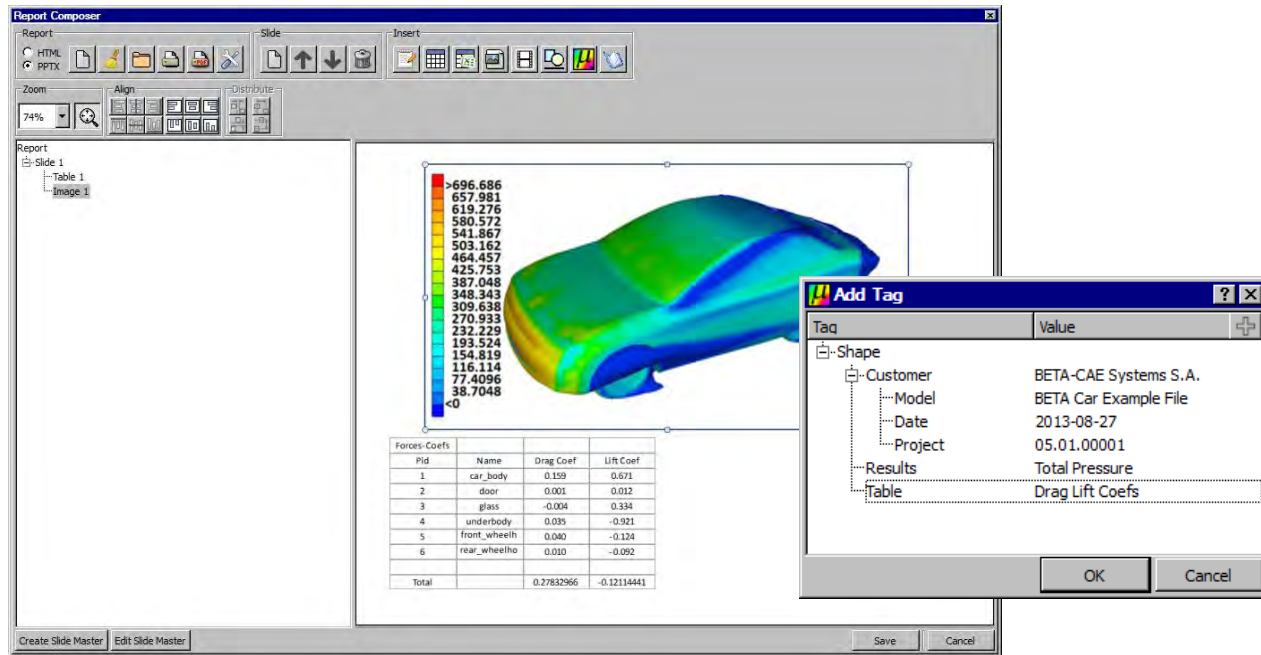 Report Composer
Report Slide Insert
HTML
PPTX
Zoom Align Distribute
74%
Report
Slide 1
Table 1
Image 1
>696.686
657.981
619.276
580.572
541.867
503.162
464.457
425.753
387.048
348.343
309.638
270.933
232.229
193.524
154.819
116.114
77.4096
38.7048
<0
Forces-Coefs
Pid Name Drag Coef Lift Coef
1 car_body 0.159 0.671
2 door 0.001 0.012
3 glass -0.004 0.334
4 underbody 0.035 -0.921
5 front_wheelh 0.040 -0.124
6 rear_wheelho 0.010 -0.092
Total 0.27832966 -0.12114441
Create Slide Master Edit Slide Master Save Cancel
μ Add Tag ? X
Tag Value
Shape
Customer BETA-CAE Systems S.A.
Model BETA Car Example File
Date 2013-08-27
Project 05.01.00001
Results Total Pressure
Table Drag Lift Coefs
OK Cancel